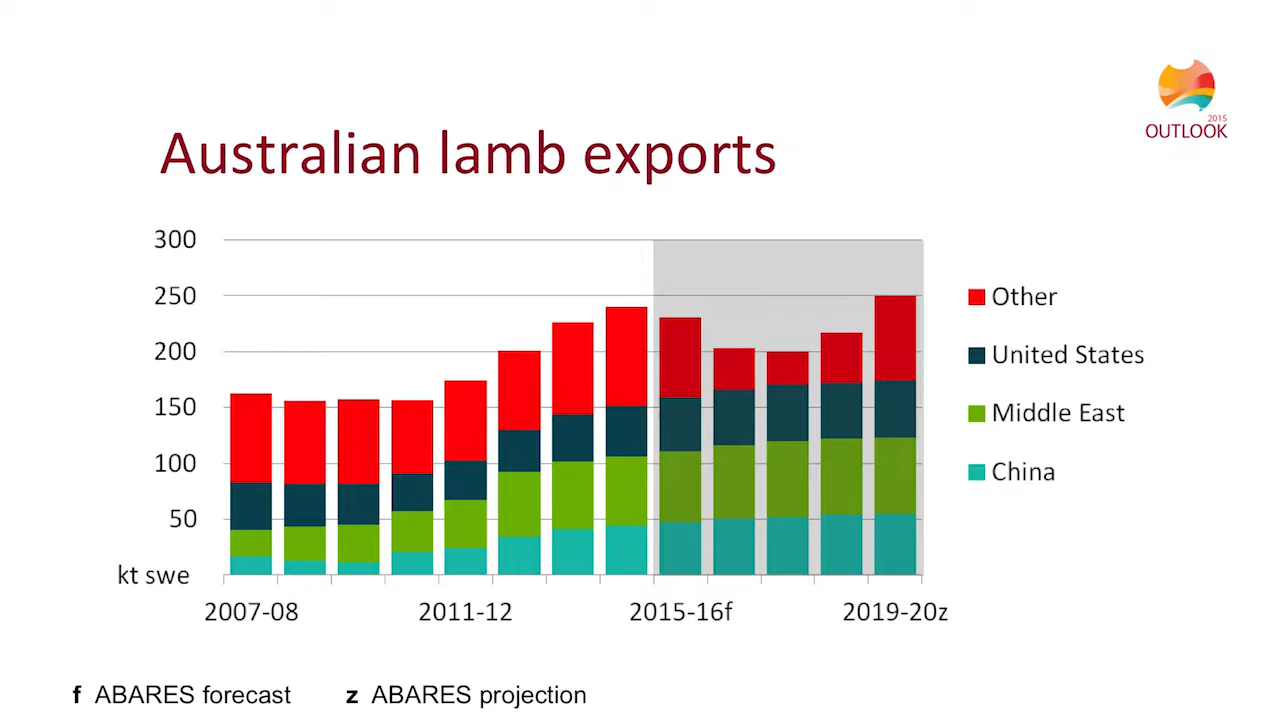 2015
OUTLOOK
Australian lamb exports
300
250
200
150
100
50
kt swe
2007-08 2011-12 2015-16f 2019-20z
Other
United States
Middle East
China
f ABARES forecast z ABARES projection